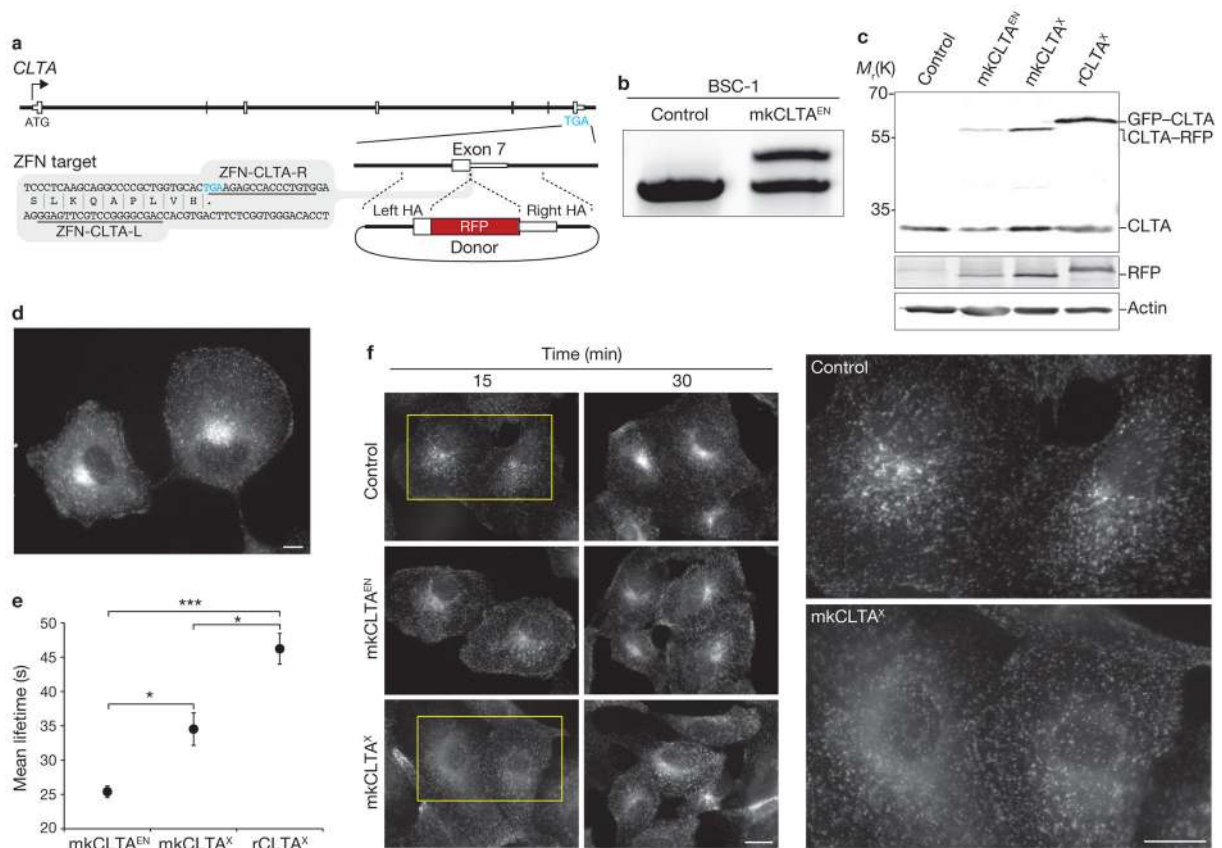 a
CLTA
ATG
TGA
ZFN target
ZFN-CLTA-R
TCCCTCAAGCAGGCCCCGCTGGTGCACTGAAGAGCCACCCTGTGGA
S L K Q A P L V H .
AGGGAGTTCGTCCGGGGCGACCACGTGACTTCTCGGTGGGACACCT
ZFN-CLTA-L
Exon 7
Left HA
Right HA
RFP
Donor
b
BSC-1
Control mkCLTA^EN
c
M_r(K)
Control mkCLTA^EN mkCLTA^X rCLTA^X
70
55
35
GFP–CLTA
CLTA–RFP
CLTA
RFP
Actin
d
e
Mean lifetime (s)
50
45
40
35
30
25
20
***
*
*
mkCLTA^EN mkCLTA^X rCLTA^X
f
Time (min)
15 30
Control
mkCLTA^EN
mkCLTA^X
Control
mkCLTA^X